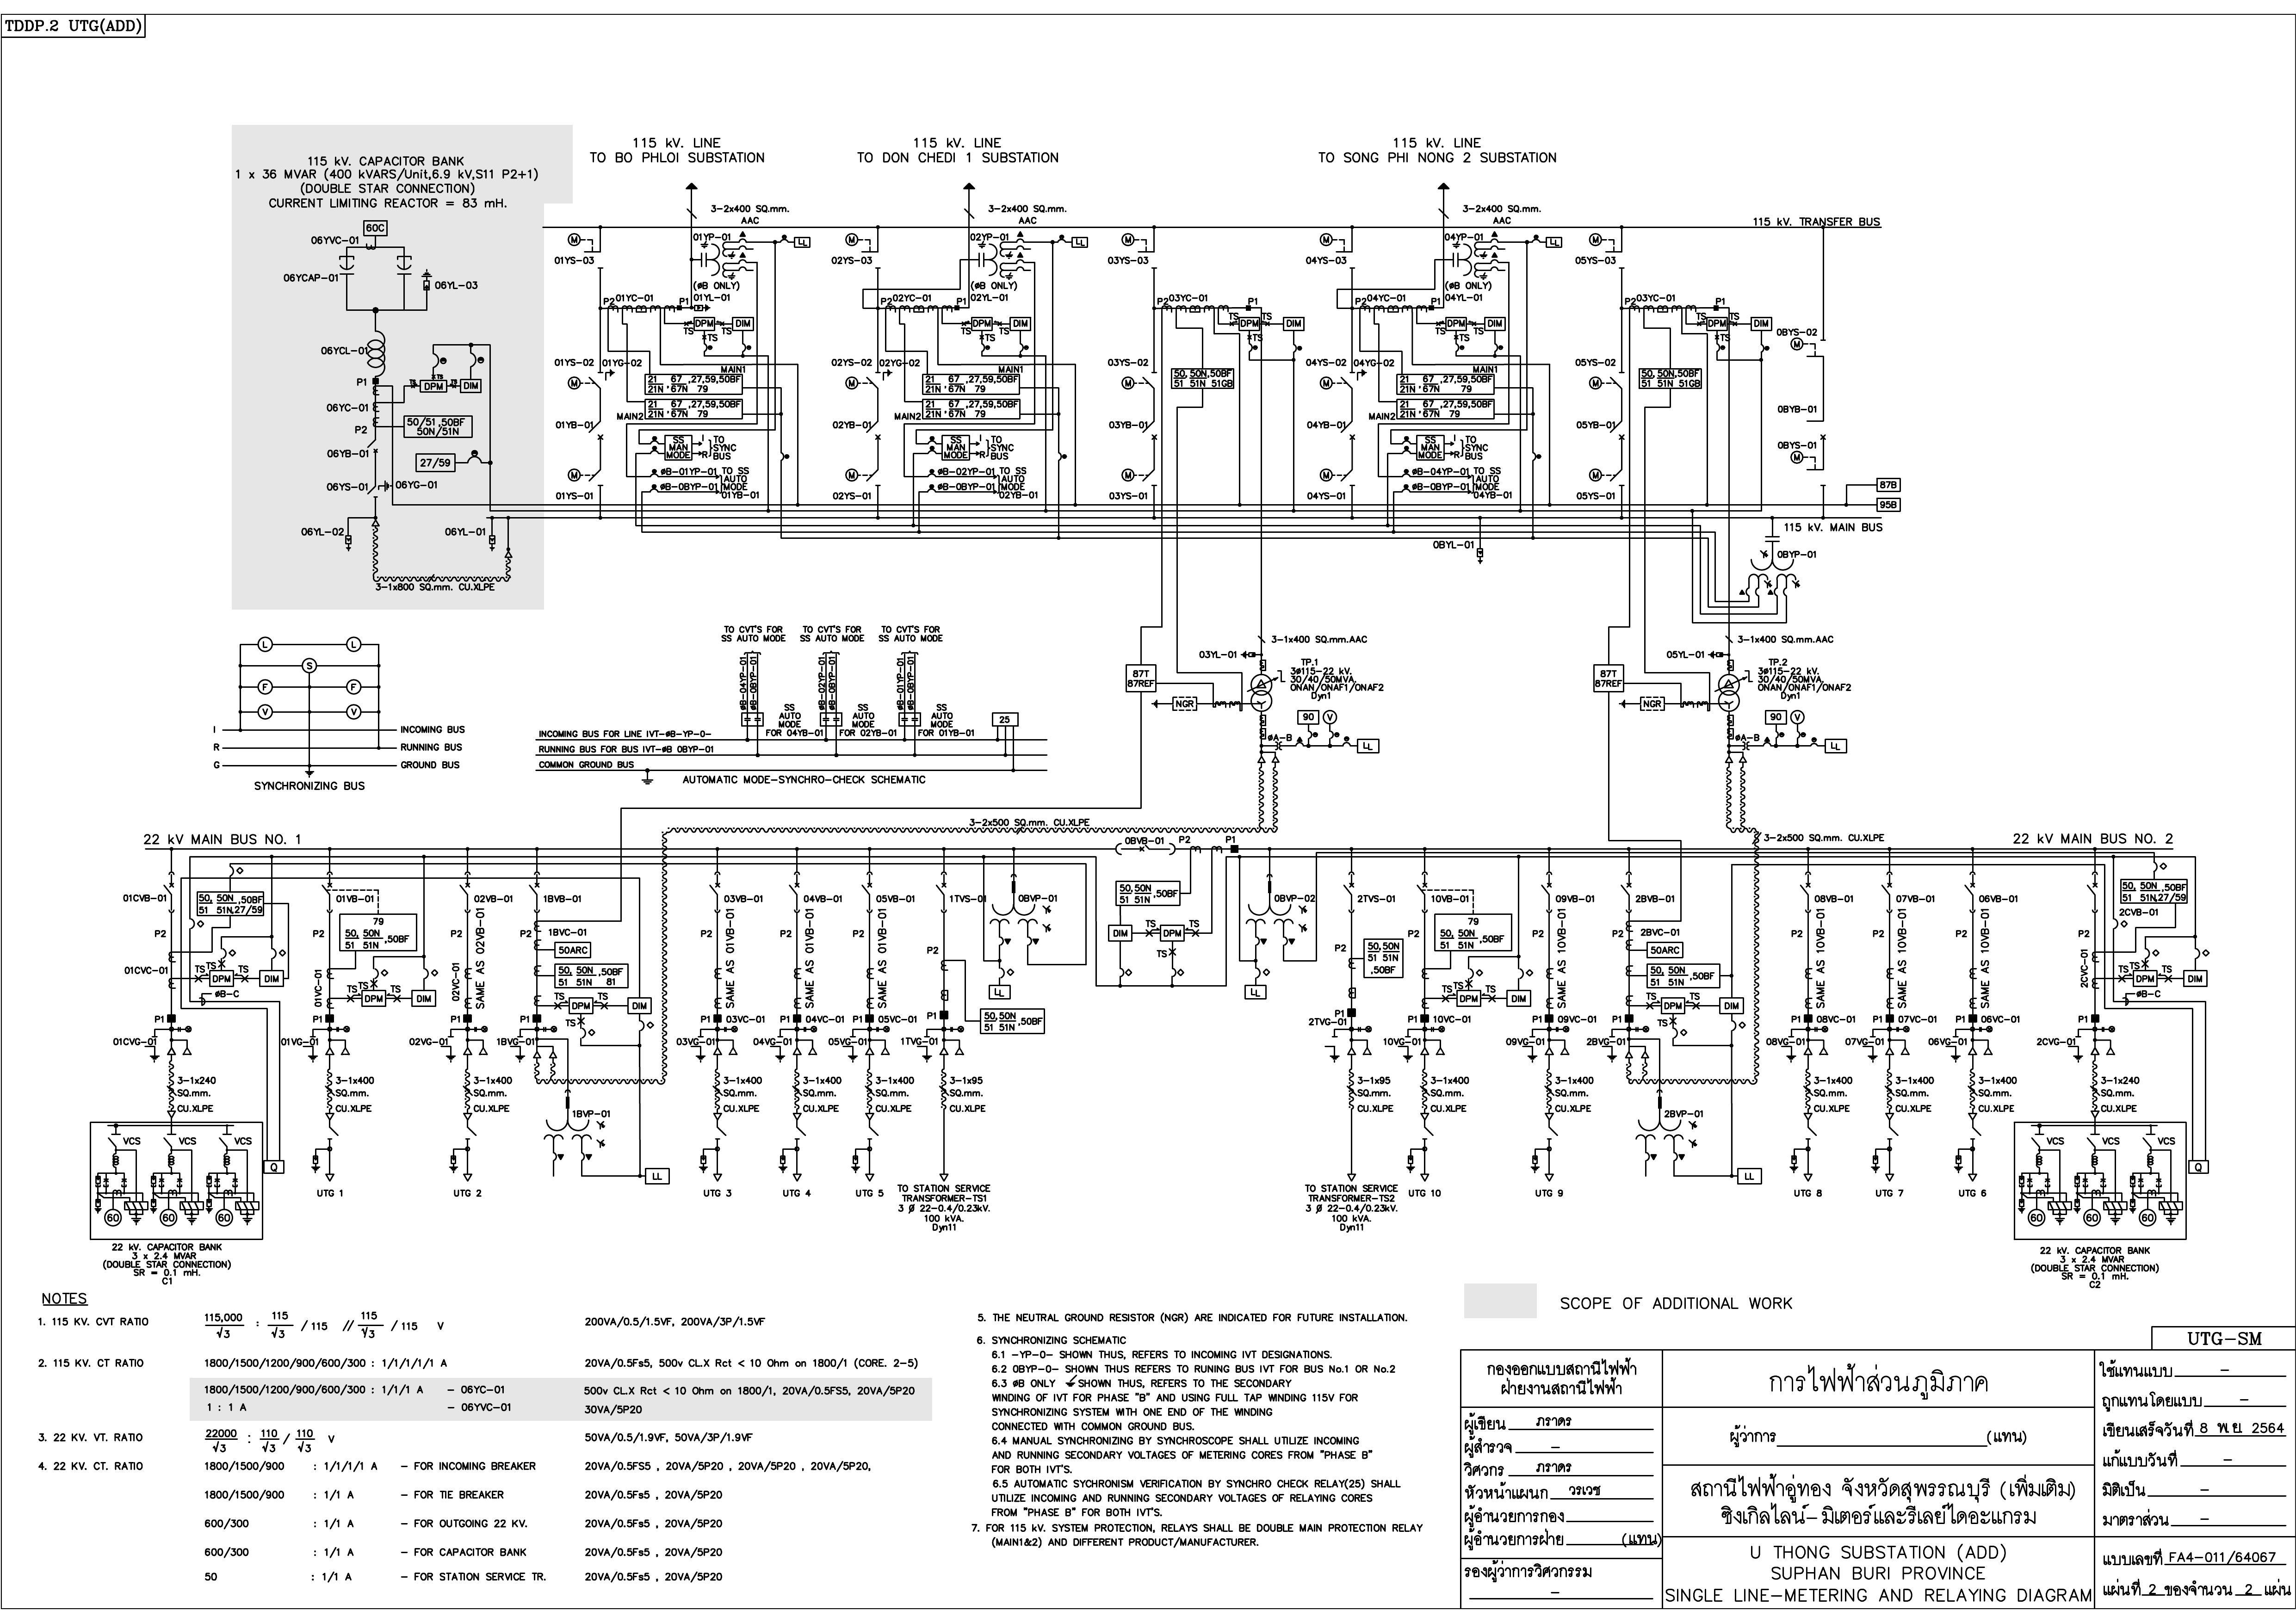 TDDP.2 UTG(ADD)
115 kV. CAPACITOR BANK
1 x 36 MVAR (400 kVARS/Unit,6.9 kV,S11 P2+1)
(DOUBLE STAR CONNECTION)
CURRENT LIMITING REACTOR = 83 mH.
115 kV. LINE
TO BO PHLOI SUBSTATION
115 kV. LINE
TO DON CHEDI 1 SUBSTATION
115 kV. LINE
TO SONG PHI NONG 2 SUBSTATION
3-2x400 SQ.mm.
AAC
3-2x400 SQ.mm.
AAC
3-2x400 SQ.mm.
AAC
115 kV. TRANSFER BUS
60C
06YVC-01
06YCAP-01
06YL-03
06YCL-01
P1
DPM
DIM
06YC-01
50/51 ,50BF
50N/51N
P2
06YB-01
27/59
06YS-01
06YG-01
06YL-02
06YL-01
3-1x800 SQ.mm. CU.XLPE
01YS-03
01YP-01
LL
(øB ONLY)
P2 01YC-01 P1 01YL-01
TS DPM TS DIM
TS
01YS-02 01YG-02
MAIN1
21 67 ,27,59,50BF
21N ' 67N 79
21 67 ,27,59,50BF
MAIN2 21N ' 67N 79
01YB-01
SS MAN MODE
I TO
R SYNC BUS
øB-01YP-01 TO SS
AUTO
øB-0BYP-01 MODE
01YS-01 01YB-01
02YS-03
02YP-01
LL
(øB ONLY)
P2 02YC-01 P1 02YL-01
TS DPM TS DIM
TS
02YS-02 02YG-02
MAIN1
21 67 ,27,59,50BF
21N ' 67N 79
21 67 ,27,59,50BF
MAIN2 21N ' 67N 79
02YB-01
SS MAN MODE
I TO
R SYNC BUS
øB-02YP-01 TO SS
AUTO
øB-0BYP-01 MODE
02YS-01 02YB-01
03YS-03
P2 03YC-01 P1
TS DPM TS DIM
TS
03YS-02
50, 50N,50BF
51 51N 51GB
03YB-01
03YS-01
04YS-03
04YP-01
LL
(øB ONLY)
P2 04YC-01 P1 04YL-01
TS DPM TS DIM
TS
04YS-02 04YG-02
MAIN1
21 67 ,27,59,50BF
21N ' 67N 79
21 67 ,27,59,50BF
MAIN2 21N ' 67N 79
04YB-01
SS MAN MODE
I TO
R SYNC BUS
øB-04YP-01 TO SS
AUTO
øB-0BYP-01 MODE
04YS-01 04YB-01
05YS-03
P2 03YC-01 P1
TS DPM TS DIM
TS
05YS-02
50, 50N,50BF
51 51N 51GB
05YB-01
05YS-01
0BYS-02
0BYB-01
0BYS-01
87B
95B
115 kV. MAIN BUS
0BYL-01
0BYP-01
L L
S
F F
V V
I INCOMING BUS
R RUNNING BUS
G GROUND BUS
SYNCHRONIZING BUS
TO CVT'S FOR
SS AUTO MODE
TO CVT'S FOR
SS AUTO MODE
TO CVT'S FOR
SS AUTO MODE
øB-04YP-01
øB-0BYP-01
øB-02YP-01
øB-0BYP-01
øB-01YP-01
øB-0BYP-01
SS
AUTO
MODE
FOR 04YB-01
SS
AUTO
MODE
FOR 02YB-01
SS
AUTO
MODE
FOR 01YB-01
25
INCOMING BUS FOR LINE IVT-øB-YP-0-
RUNNING BUS FOR BUS IVT-øB 0BYP-01
COMMON GROUND BUS
AUTOMATIC MODE-SYNCHRO-CHECK SCHEMATIC
3-1x400 SQ.mm.AAC
03YL-01
87T
87REF
TP.1
3ø115-22 kV.
30/40/50MVA,
ONAN/ONAF1/ONAF2
Dyn1
NGR
90 V
øA-B
LL
3-1x400 SQ.mm.AAC
05YL-01
87T
87REF
TP.2
3ø115-22 kV.
30/40/50MVA,
ONAN/ONAF1/ONAF2
Dyn1
NGR
90 V
øA-B
LL
3-2x500 SQ.mm. CU.XLPE
3-2x500 SQ.mm. CU.XLPE
22 kV MAIN BUS NO. 1
0BVB-01 P2 P1
22 kV MAIN BUS NO. 2
01CVB-01
50, 50N ,50BF
51 51N,27/59
P2
01CVC-01
TS DPM TS DIM
øB-C
P1
01CVG-01
3-1x240
SQ.mm.
CU.XLPE
VCS VCS VCS
60 60 60
Q
22 kV. CAPACITOR BANK
3 x 2.4 MVAR
(DOUBLE STAR CONNECTION)
SR = 0.1 mH.
C1
01VB-01
79
50, 50N ,50BF
51 51N
P2
01VC-01
TS TS DPM TS DIM
P1
01VG-01
3-1x400
SQ.mm.
CU.XLPE
UTG 1
02VB-01
P2
02VC-01
SAME AS 02VB-01
P1
02VG-01
3-1x400
SQ.mm.
CU.XLPE
UTG 2
1BVB-01
P2
1BVC-01
50ARC
50, 50N ,50BF
51 51N 81
TS DPM TS DIM
TS
P1
1BVG-01
1BVP-01
LL
03VB-01
P2
SAME AS 01VB-01
P1 03VC-01
03VG-01
3-1x400
SQ.mm.
CU.XLPE
UTG 3
04VB-01
P2
SAME AS 01VB-01
P1 04VC-01
04VG-01
3-1x400
SQ.mm.
CU.XLPE
UTG 4
05VB-01
P2
SAME AS 01VB-01
P1 05VC-01
05VG-01
3-1x400
SQ.mm.
CU.XLPE
UTG 5
1TVS-01
P2
50,50N ,50BF
51 51N
P1
1TVG-01
3-1x95
SQ.mm.
CU.XLPE
TO STATION SERVICE
TRANSFORMER-TS1
3 Ø 22-0.4/0.23kV.
100 kVA.
Dyn11
0BVP-01
LL
50,50N ,50BF
51 51N
DIM TS DPM TS
TS
0BVP-02
LL
2TVS-01
P2
50,50N
51 51N
,50BF
P1
2TVG-01
3-1x95
SQ.mm.
CU.XLPE
TO STATION SERVICE
TRANSFORMER-TS2
3 Ø 22-0.4/0.23kV.
100 kVA.
Dyn11
10VB-01
79
50, 50N ,50BF
51 51N
P2
TS TS DPM TS DIM
P1 10VC-01
10VG-01
3-1x400
SQ.mm.
CU.XLPE
UTG 10
09VB-01
P2
SAME AS 10VB-01
P1 09VC-01
09VG-01
3-1x400
SQ.mm.
CU.XLPE
UTG 9
2BVB-01
P2
2BVC-01
50ARC
50, 50N ,50BF
51 51N
TS DPM TS DIM
TS
P1
2BVG-01
2BVP-01
LL
08VB-01
P2
SAME AS 10VB-01
P1 08VC-01
08VG-01
3-1x400
SQ.mm.
CU.XLPE
UTG 8
07VB-01
P2
SAME AS 10VB-01
P1 07VC-01
07VG-01
3-1x400
SQ.mm.
CU.XLPE
UTG 7
06VB-01
P2
SAME AS 10VB-01
P1 06VC-01
06VG-01
3-1x400
SQ.mm.
CU.XLPE
UTG 6
50, 50N ,50BF
51 51N,27/59
2CVB-01
P2
2CVC-01
TS TS DPM TS DIM
øB-C
P1
2CVG-01
3-1x240
SQ.mm.
CU.XLPE
VCS VCS VCS
60 60 60
Q
22 kV. CAPACITOR BANK
3 x 2.4 MVAR
(DOUBLE STAR CONNECTION)
SR = 0.1 mH.
C2
NOTES
1. 115 KV. CVT RATIO 115,000/√3 : 115/√3 / 115 // 115/√3 / 115 V 200VA/0.5/1.5VF, 200VA/3P/1.5VF
2. 115 KV. CT RATIO 1800/1500/1200/900/600/300 : 1/1/1/1/1 A 20VA/0.5Fs5, 500v CL.X Rct < 10 Ohm on 1800/1 (CORE. 2-5)
1800/1500/1200/900/600/300 : 1/1/1 A - 06YC-01 500v CL.X Rct < 10 Ohm on 1800/1, 20VA/0.5FS5, 20VA/5P20
1 : 1 A - 06YVC-01 30VA/5P20
3. 22 KV. VT. RATIO 22000/√3 : 110/√3 / 110/√3 V 50VA/0.5/1.9VF, 50VA/3P/1.9VF
4. 22 KV. CT. RATIO 1800/1500/900 : 1/1/1/1 A - FOR INCOMING BREAKER 20VA/0.5FS5 , 20VA/5P20 , 20VA/5P20 , 20VA/5P20,
1800/1500/900 : 1/1 A - FOR TIE BREAKER 20VA/0.5Fs5 , 20VA/5P20
600/300 : 1/1 A - FOR OUTGOING 22 KV. 20VA/0.5Fs5 , 20VA/5P20
600/300 : 1/1 A - FOR CAPACITOR BANK 20VA/0.5Fs5 , 20VA/5P20
50 : 1/1 A - FOR STATION SERVICE TR. 20VA/0.5Fs5 , 20VA/5P20
5. THE NEUTRAL GROUND RESISTOR (NGR) ARE INDICATED FOR FUTURE INSTALLATION.
6. SYNCHRONIZING SCHEMATIC
6.1 -YP-0- SHOWN THUS, REFERS TO INCOMING IVT DESIGNATIONS.
6.2 0BYP-0- SHOWN THUS REFERS TO RUNING BUS IVT FOR BUS No.1 OR No.2
6.3 øB ONLY SHOWN THUS, REFERS TO THE SECONDARY
WINDING OF IVT FOR PHASE "B" AND USING FULL TAP WINDING 115V FOR
SYNCHRONIZING SYSTEM WITH ONE END OF THE WINDING
CONNECTED WITH COMMON GROUND BUS.
6.4 MANUAL SYNCHRONIZING BY SYNCHROSCOPE SHALL UTILIZE INCOMING
AND RUNNING SECONDARY VOLTAGES OF METERING CORES FROM "PHASE B"
FOR BOTH IVT'S.
6.5 AUTOMATIC SYCHRONISM VERIFICATION BY SYNCHRO CHECK RELAY(25) SHALL
UTILIZE INCOMING AND RUNNING SECONDARY VOLTAGES OF RELAYING CORES
FROM "PHASE B" FOR BOTH IVT'S.
7. FOR 115 kV. SYSTEM PROTECTION, RELAYS SHALL BE DOUBLE MAIN PROTECTION RELAY
(MAIN1&2) AND DIFFERENT PRODUCT/MANUFACTURER.
SCOPE OF ADDITIONAL WORK
UTG-SM
กองออกแบบสถานีไฟฟ้า
ฝ่ายงานสถานีไฟฟ้า
ผู้เขียน ภราดร
ผู้สำรวจ -
วิศวกร ภราดร
หัวหน้าแผนก วรเวช
ผู้อำนวยการกอง
ผู้อำนวยการฝ่าย (แทน)
รองผู้ว่าการวิศวกรรม
-
การไฟฟ้าส่วนภูมิภาค
ผู้ว่าการ (แทน)
สถานีไฟฟ้าอู่ทอง จังหวัดสุพรรณบุรี (เพิ่มเติม)
ซิงเกิลไลน์-มิเตอร์และรีเลย์ไดอะแกรม
U THONG SUBSTATION (ADD)
SUPHAN BURI PROVINCE
SINGLE LINE-METERING AND RELAYING DIAGRAM
ใช้แทนแบบ -
ถูกแทนโดยแบบ -
เขียนเสร็จวันที่ 8 พ.ย. 2564
แก้แบบวันที่ -
มิติเป็น -
มาตราส่วน -
แบบเลขที่ FA4-011/64067
แผ่นที่ 2 ของจำนวน 2 แผ่น